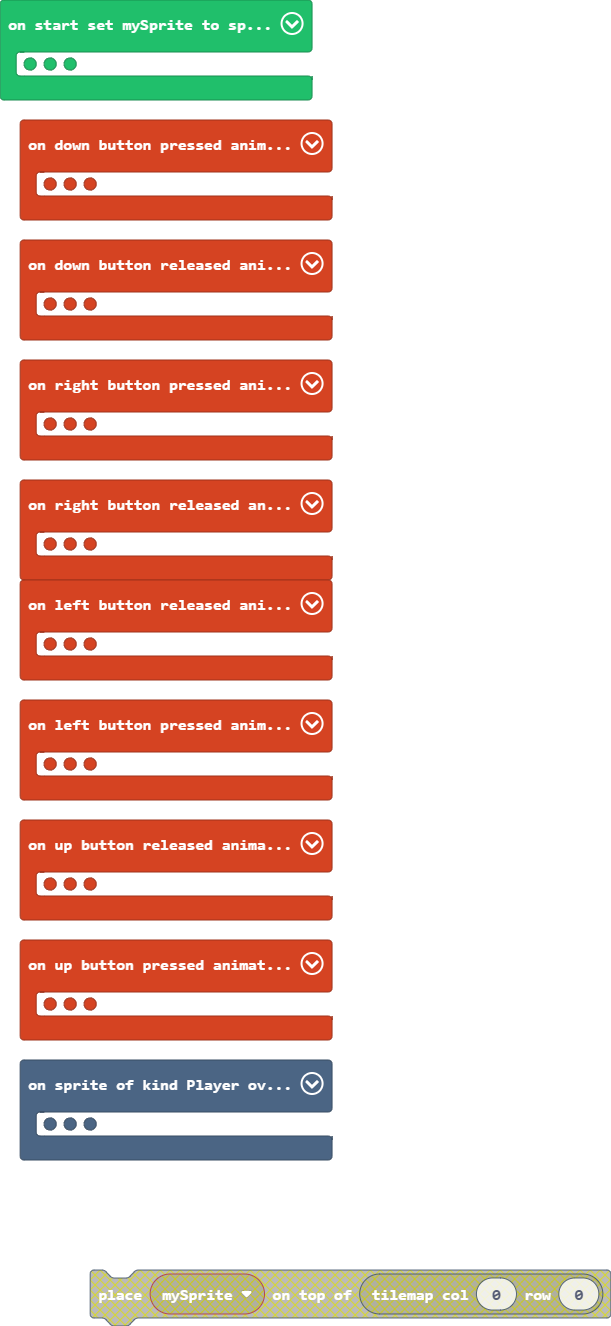 on start set mySprite to sp...
on down button pressed anim...
on down button released ani...
on right button pressed ani...
on right button released an...
on left button released ani...
on left button pressed anim...
on up button released anima...
on up button pressed animat...
on sprite of kind Player ov...
place mySprite on top of tilemap col 0 row 0